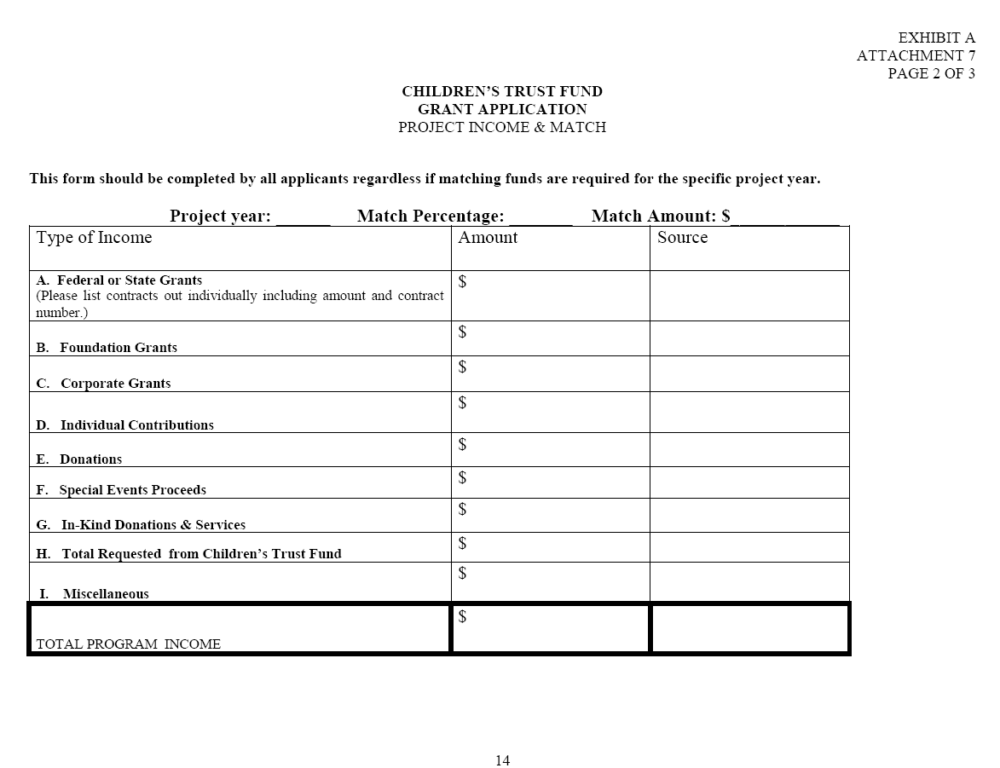 EXHIBIT A
ATTACHMENT 7
PAGE 2 OF 3
CHILDREN’S TRUST FUND
GRANT APPLICATION
PROJECT INCOME & MATCH
This form should be completed by all applicants regardless if matching funds are required for the specific project year.
Project year: ______ Match Percentage: _______ Match Amount: $____________
Type of Income Amount Source
A. Federal or State Grants $
(Please list contracts out individually including amount and contract
number.)
$
B. Foundation Grants
$
C. Corporate Grants
$
D. Individual Contributions
$
E. Donations
$
F. Special Events Proceeds
$
G. In-Kind Donations & Services
$
H. Total Requested from Children’s Trust Fund
$
I. Miscellaneous
$
TOTAL PROGRAM INCOME
14